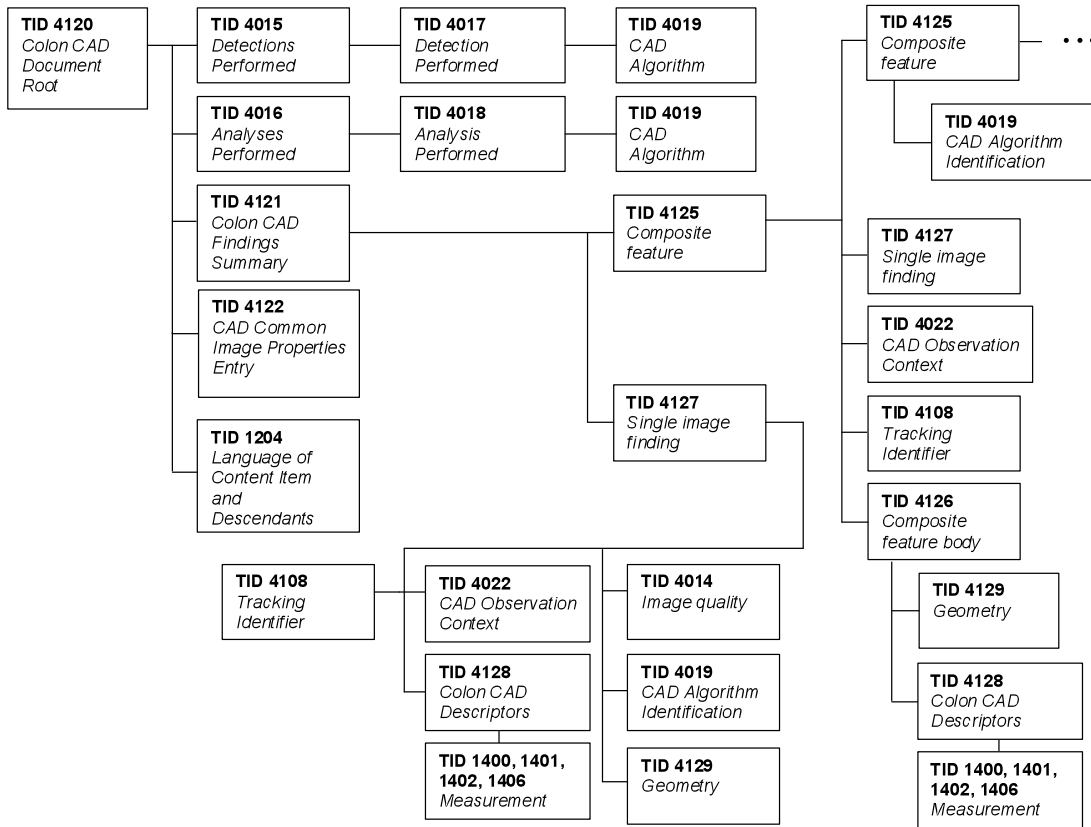 TID 4120
Colon CAD
Document
Root
TID 4015
Detections
Performed
TID 4017
Detection
Performed
TID 4019
CAD
Algorithm
TID 4016
Analyses
Performed
TID 4018
Analysis
Performed
TID 4019
CAD
Algorithm
TID 4121
Colon CAD
Findings
Summary
TID 4122
CAD Common
Image Properties
Entry
TID 1204
Language of
Content Item
and
Descendants
TID 4125
Composite
feature
TID 4127
Single image
finding
TID 4125
Composite
feature
• • •
TID 4019
CAD Algorithm
Identification
TID 4127
Single image
finding
TID 4022
CAD Observation
Context
TID 4108
Tracking
Identifier
TID 4126
Composite
feature body
TID 4129
Geometry
TID 4128
Colon CAD
Descriptors
TID 1400, 1401,
1402, 1406
Measurement
TID 4108
Tracking
Identifier
TID 4022
CAD Observation
Context
TID 4128
Colon CAD
Descriptors
TID 1400, 1401,
1402, 1406
Measurement
TID 4014
Image quality
TID 4019
CAD Algorithm
Identification
TID 4129
Geometry